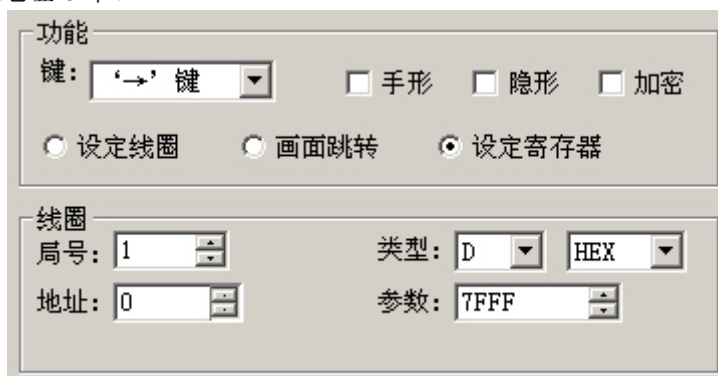 功能
键： ‘→’ 键 手形 隐形 加密
设定线圈 画面跳转 设定寄存器
线圈
局号： 1 类型： D HEX
地址： 0 参数： 7FFF